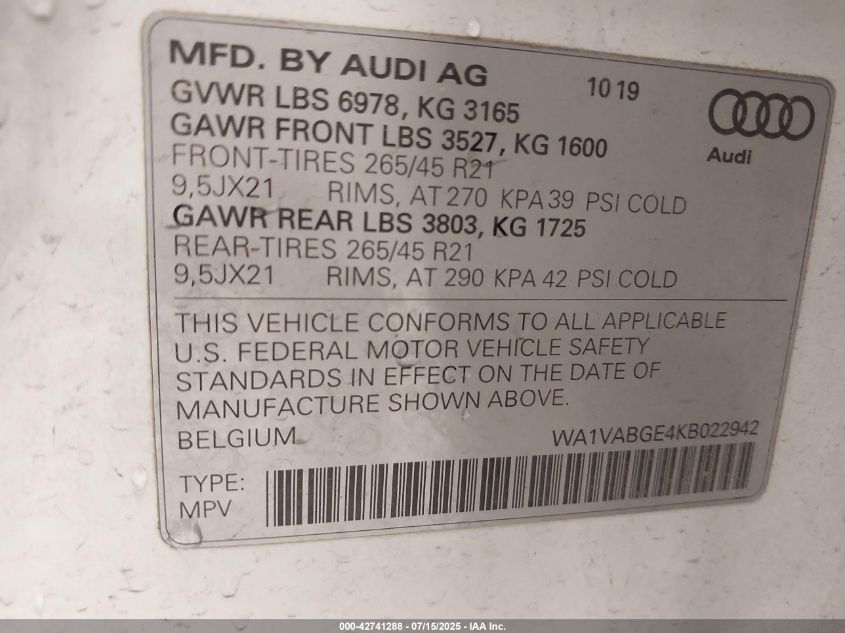 MFD. BY AUDI AG 10 19
GVWR LBS 6978, KG 3165
GAWR FRONT LBS 3527, KG 1600
FRONT-TIRES 265/45 R21
9,5JX21 RIMS, AT 270 KPA 39 PSI COLD
GAWR REAR LBS 3803, KG 1725
REAR-TIRES 265/45 R21
9,5JX21 RIMS, AT 290 KPA 42 PSI COLD
Audi
THIS VEHICLE CONFORMS TO ALL APPLICABLE
U.S. FEDERAL MOTOR VEHICLE SAFETY
STANDARDS IN EFFECT ON THE DATE OF
MANUFACTURE SHOWN ABOVE.
BELGIUM WA1VABGE4KB022942
TYPE:
MPV
000-42741288 - 07/15/2025 - IAA Inc.